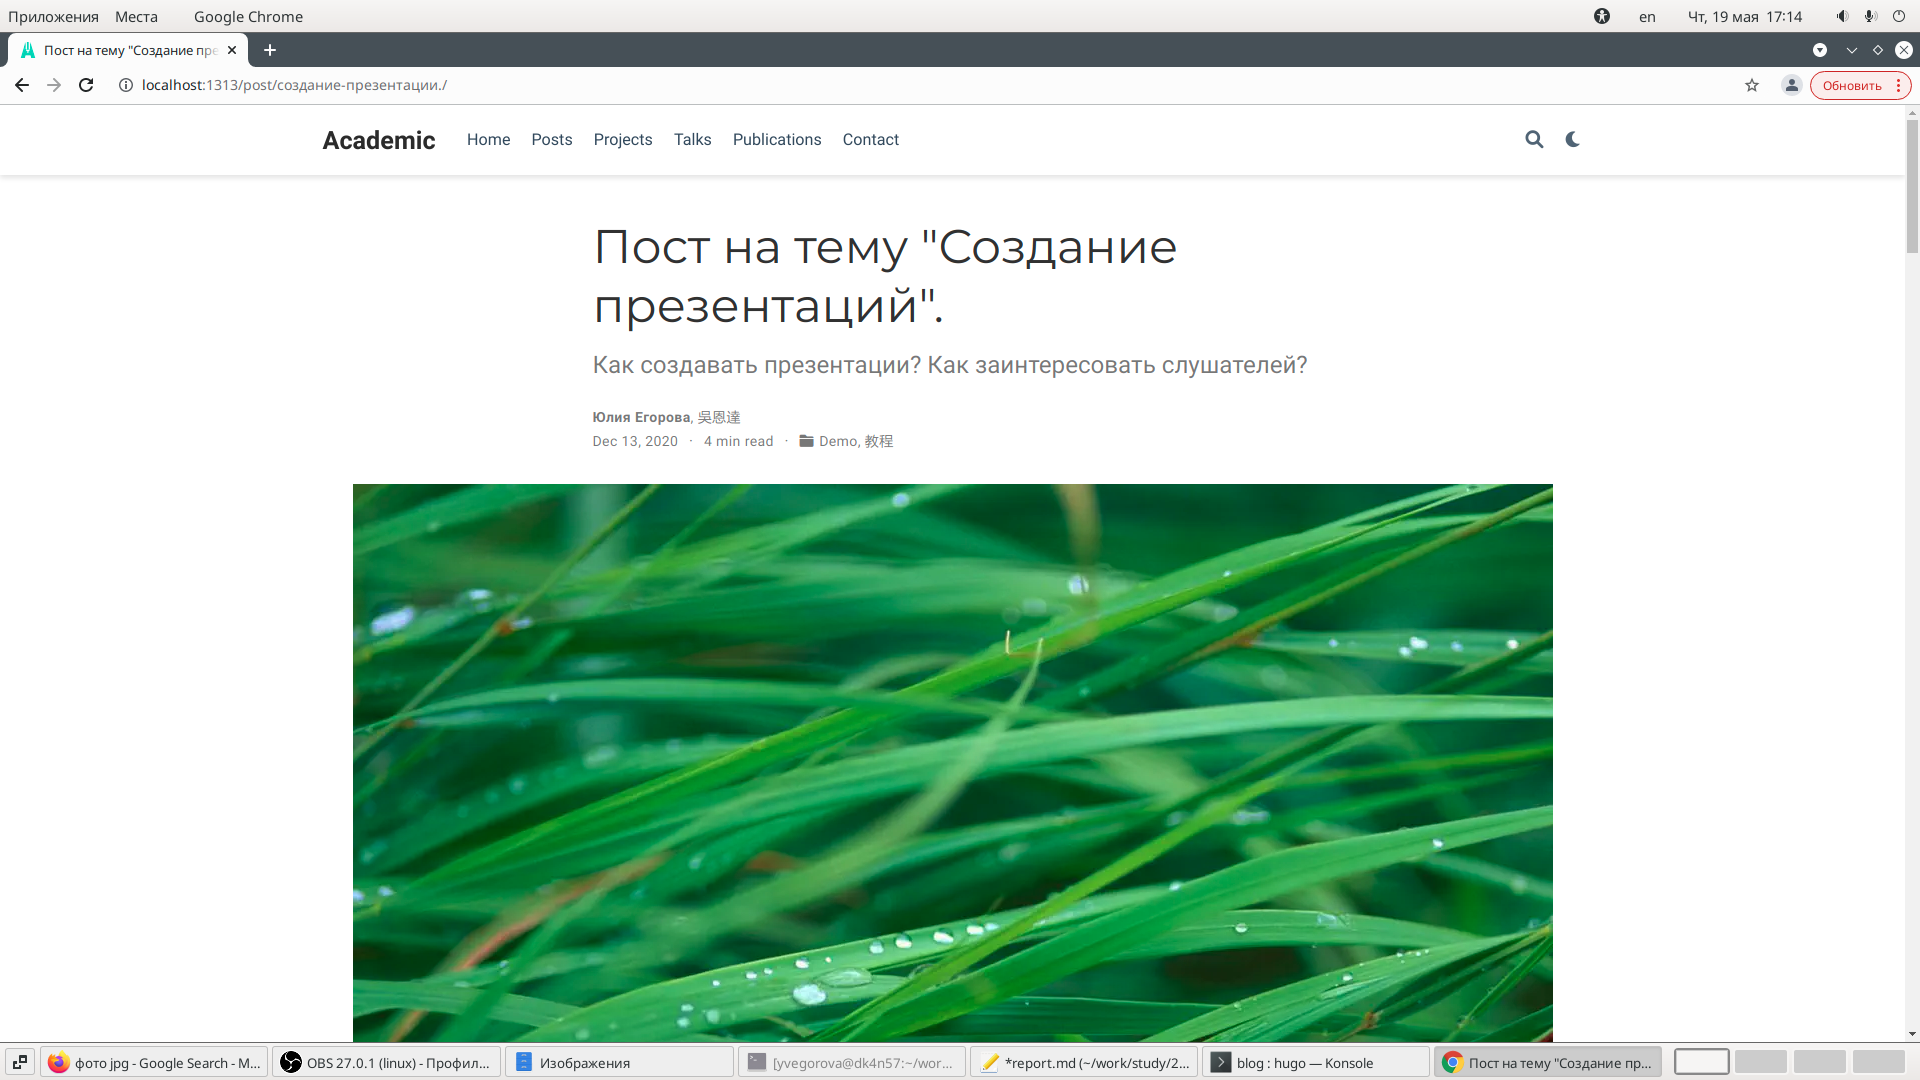 Приложения Места Google Chrome en Чт, 19 мая 17:14
Пост на тему "Создание пре
localhost:1313/post/создание-презентации./ Обновить
Academic Home Posts Projects Talks Publications Contact
Пост на тему "Создание
презентаций".
Как создавать презентации? Как заинтересовать слушателей?
Юлия Егорова, 吳恩達
Dec 13, 2020 · 4 min read · Demo, 教程
фото jpg - Google Search - M... OBS 27.0.1 (linux) - Профил... Изображения [yvegorova@dk4n57:~/wor... *report.md (~/work/study/2... blog : hugo — Konsole Пост на тему "Создание пр...